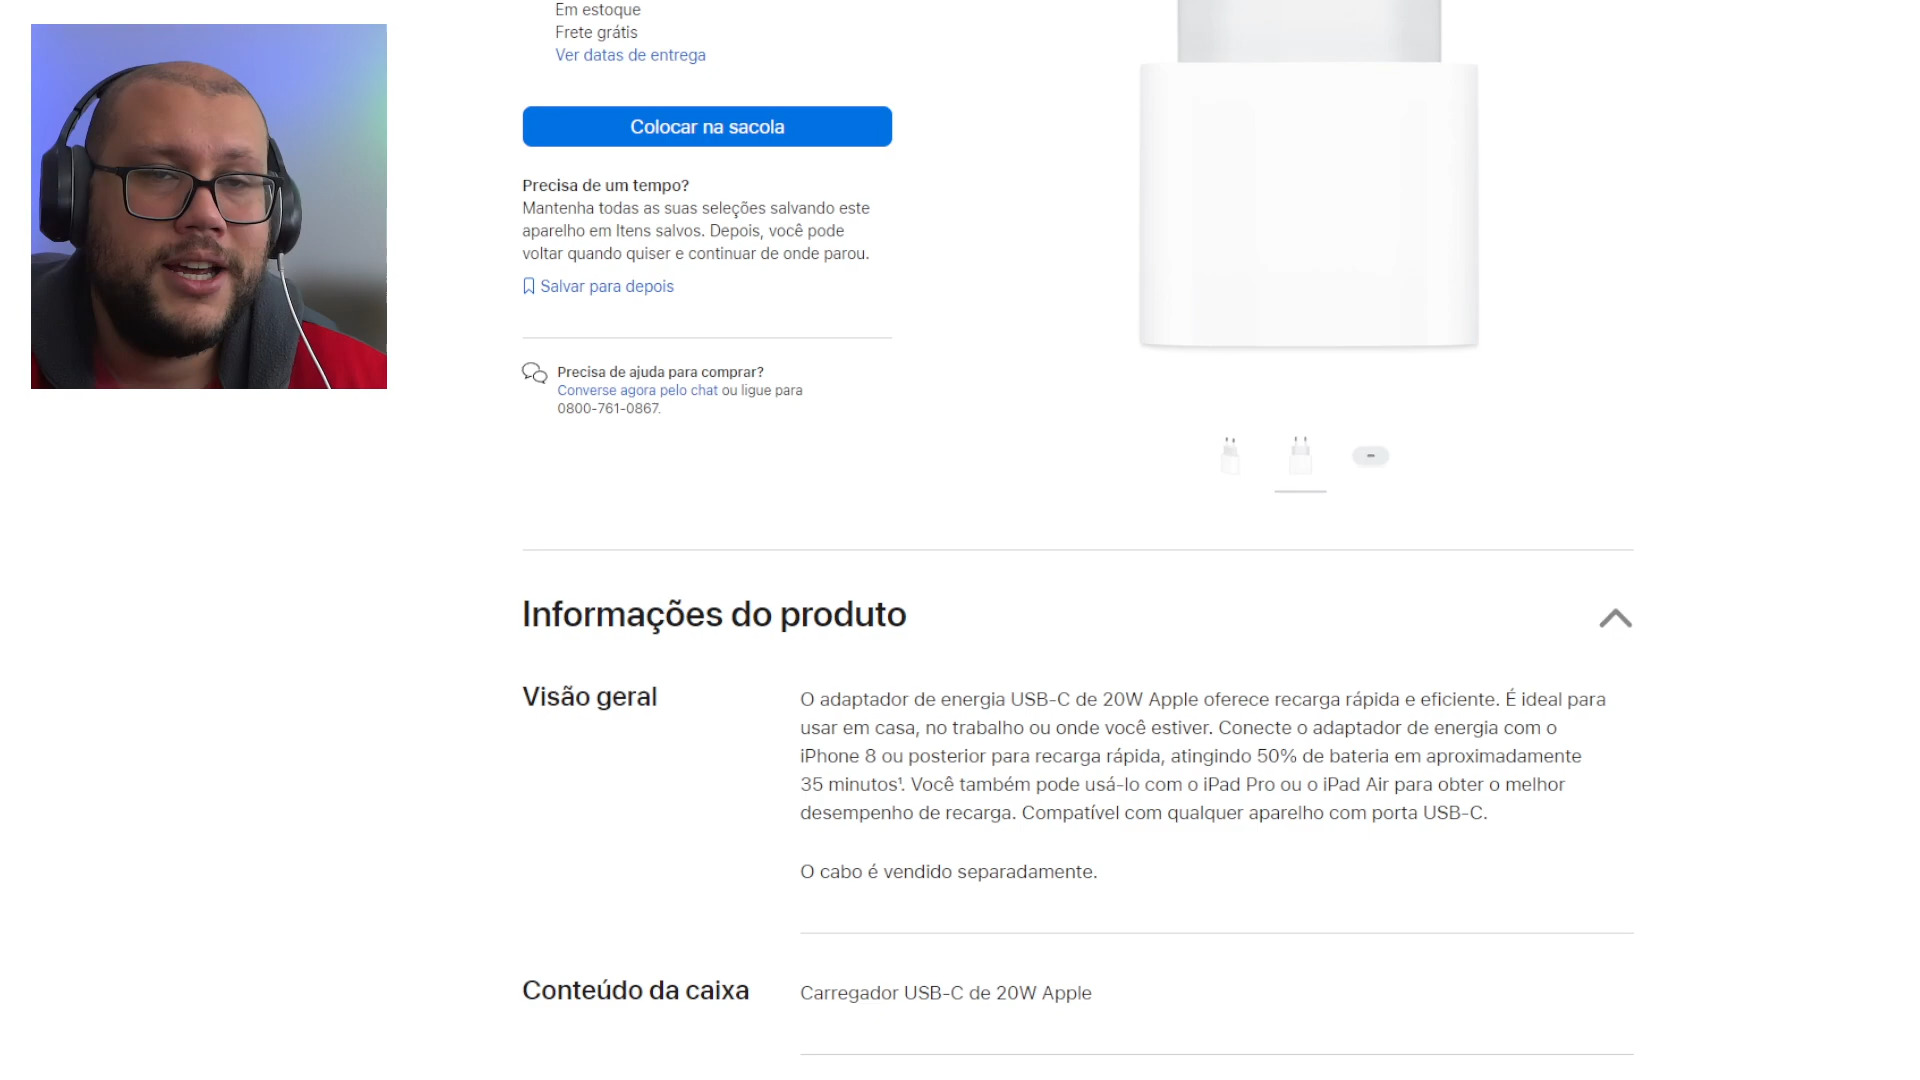 Em estoque
Frete grátis
Ver datas de entrega
Colocar na sacola
Precisa de um tempo?
Mantenha todas as suas seleções salvando este
aparelho em Itens salvos. Depois, você pode
voltar quando quiser e continuar de onde parou.
Salvar para depois
Precisa de ajuda para comprar?
Converse agora pelo chat ou ligue para
0800-761-0867.
Informações do produto
Visão geral
O adaptador de energia USB-C de 20W Apple oferece recarga rápida e eficiente. É ideal para
usar em casa, no trabalho ou onde você estiver. Conecte o adaptador de energia com o
iPhone 8 ou posterior para recarga rápida, atingindo 50% de bateria em aproximadamente
35 minutos¹. Você também pode usá-lo com o iPad Pro ou o iPad Air para obter o melhor
desempenho de recarga. Compatível com qualquer aparelho com porta USB-C.
O cabo é vendido separadamente.
Conteúdo da caixa
Carregador USB-C de 20W Apple